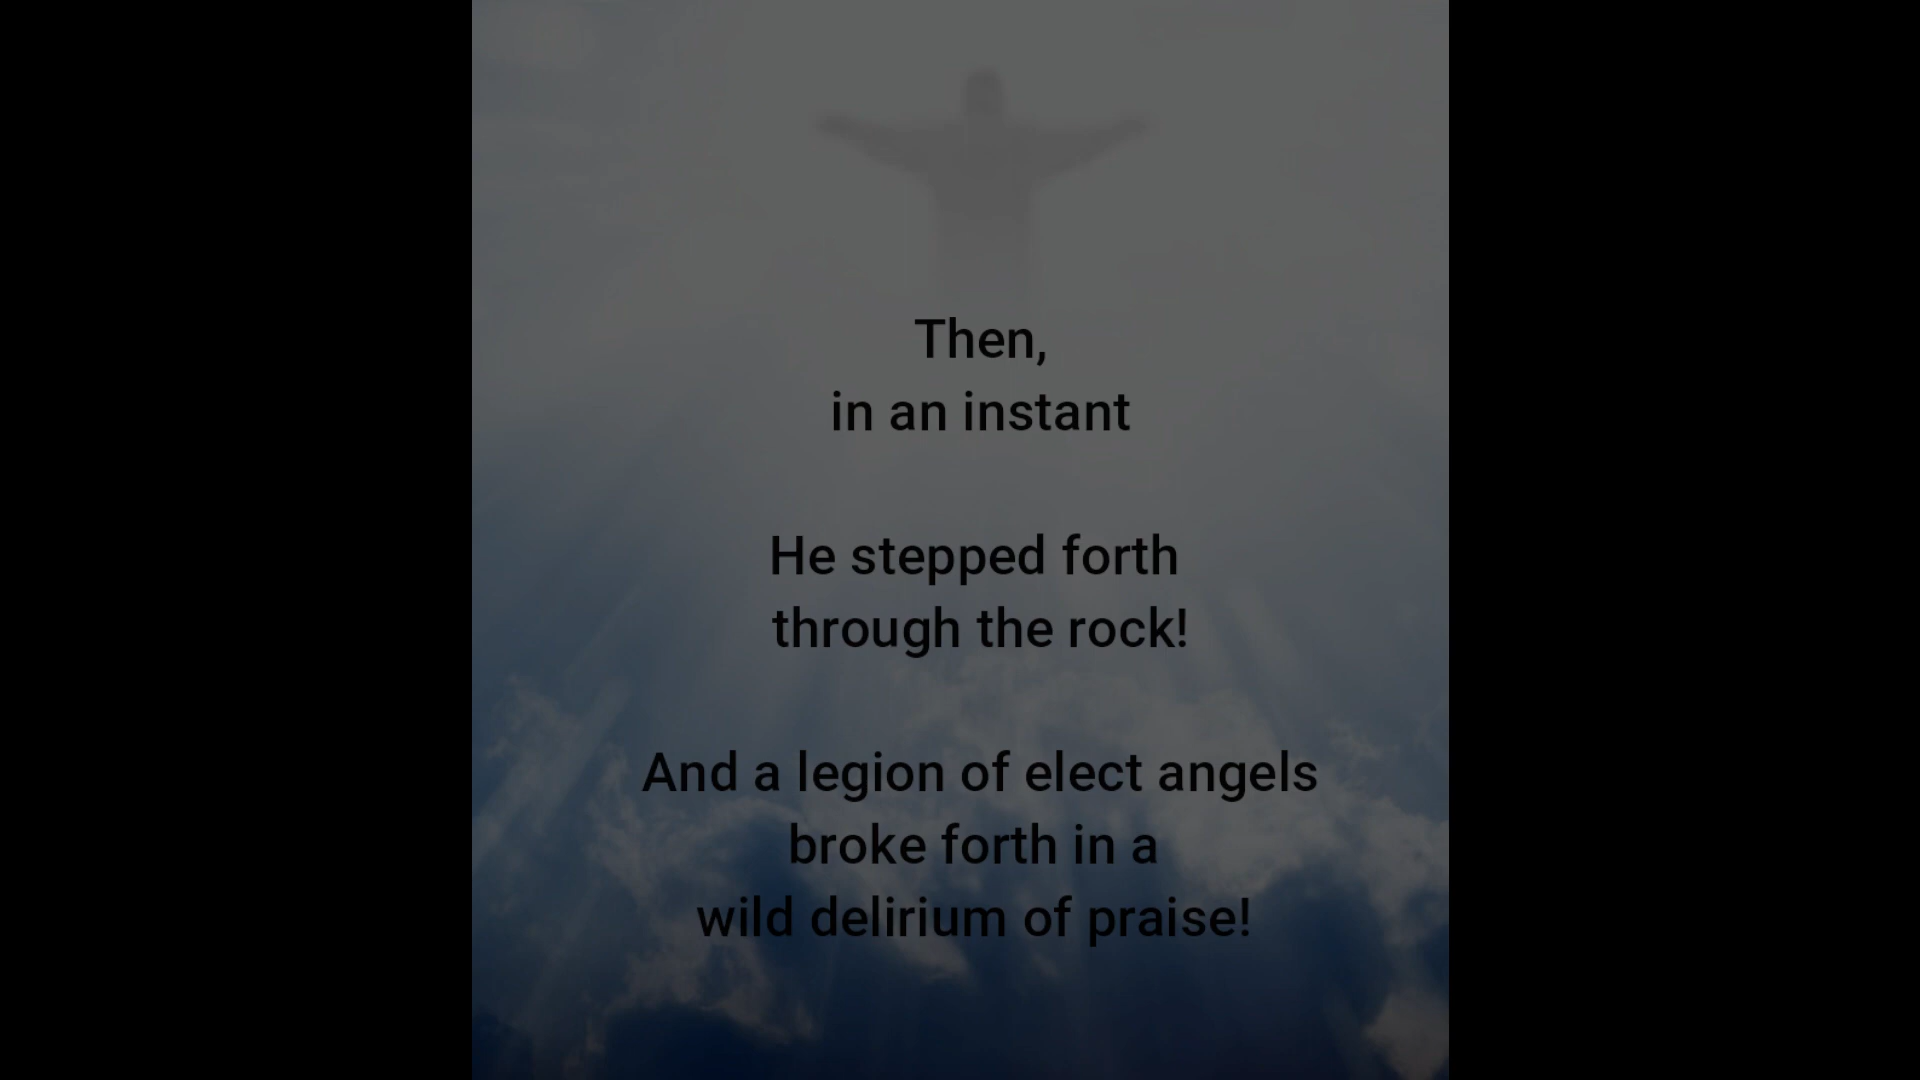 Then,
in an instant
He stepped forth
through the rock!
And a legion of elect angels
broke forth in a
wild delirium of praise!